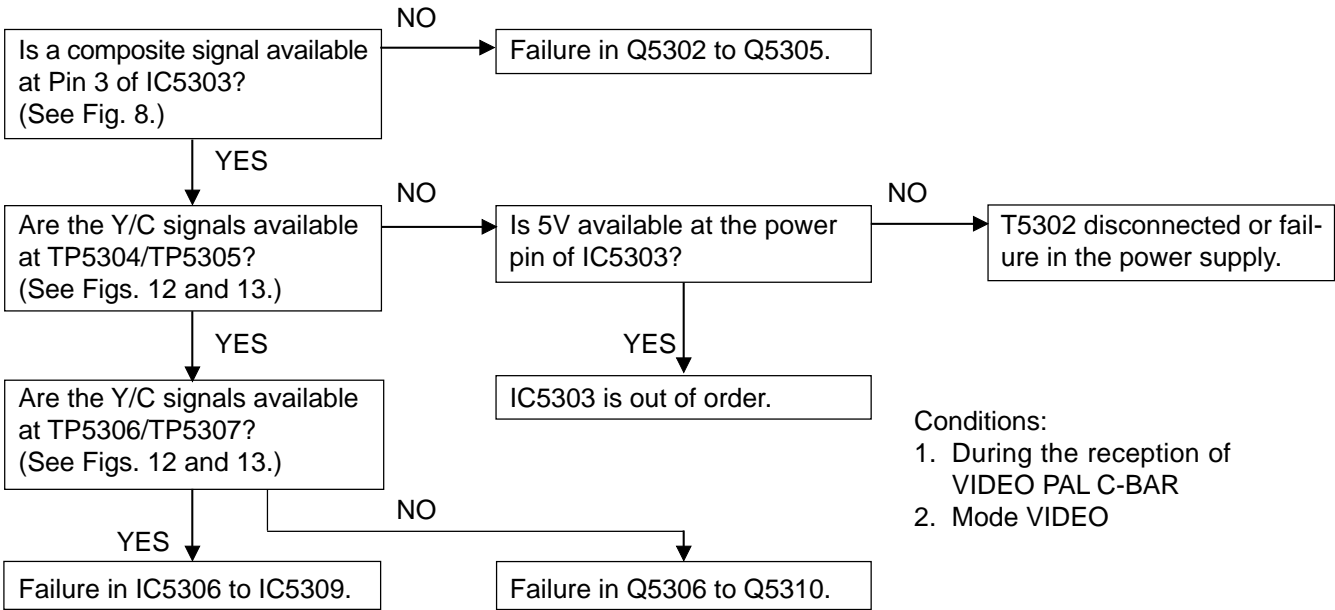 NO
Is a composite signal available
at Pin 3 of IC5303?
(See Fig. 8.)
Failure in Q5302 to Q5305.
YES
NO
NO
Are the Y/C signals available
at TP5304/TP5305?
(See Figs. 12 and 13.)
Is 5V available at the power
pin of IC5303?
T5302 disconnected or fail-
ure in the power supply.
YES
YES
Are the Y/C signals available
at TP5306/TP5307?
(See Figs. 12 and 13.)
IC5303 is out of order.
Conditions:
1. During the reception of
VIDEO PAL C-BAR
2. Mode VIDEO
NO
YES
Failure in IC5306 to IC5309.
Failure in Q5306 to Q5310.